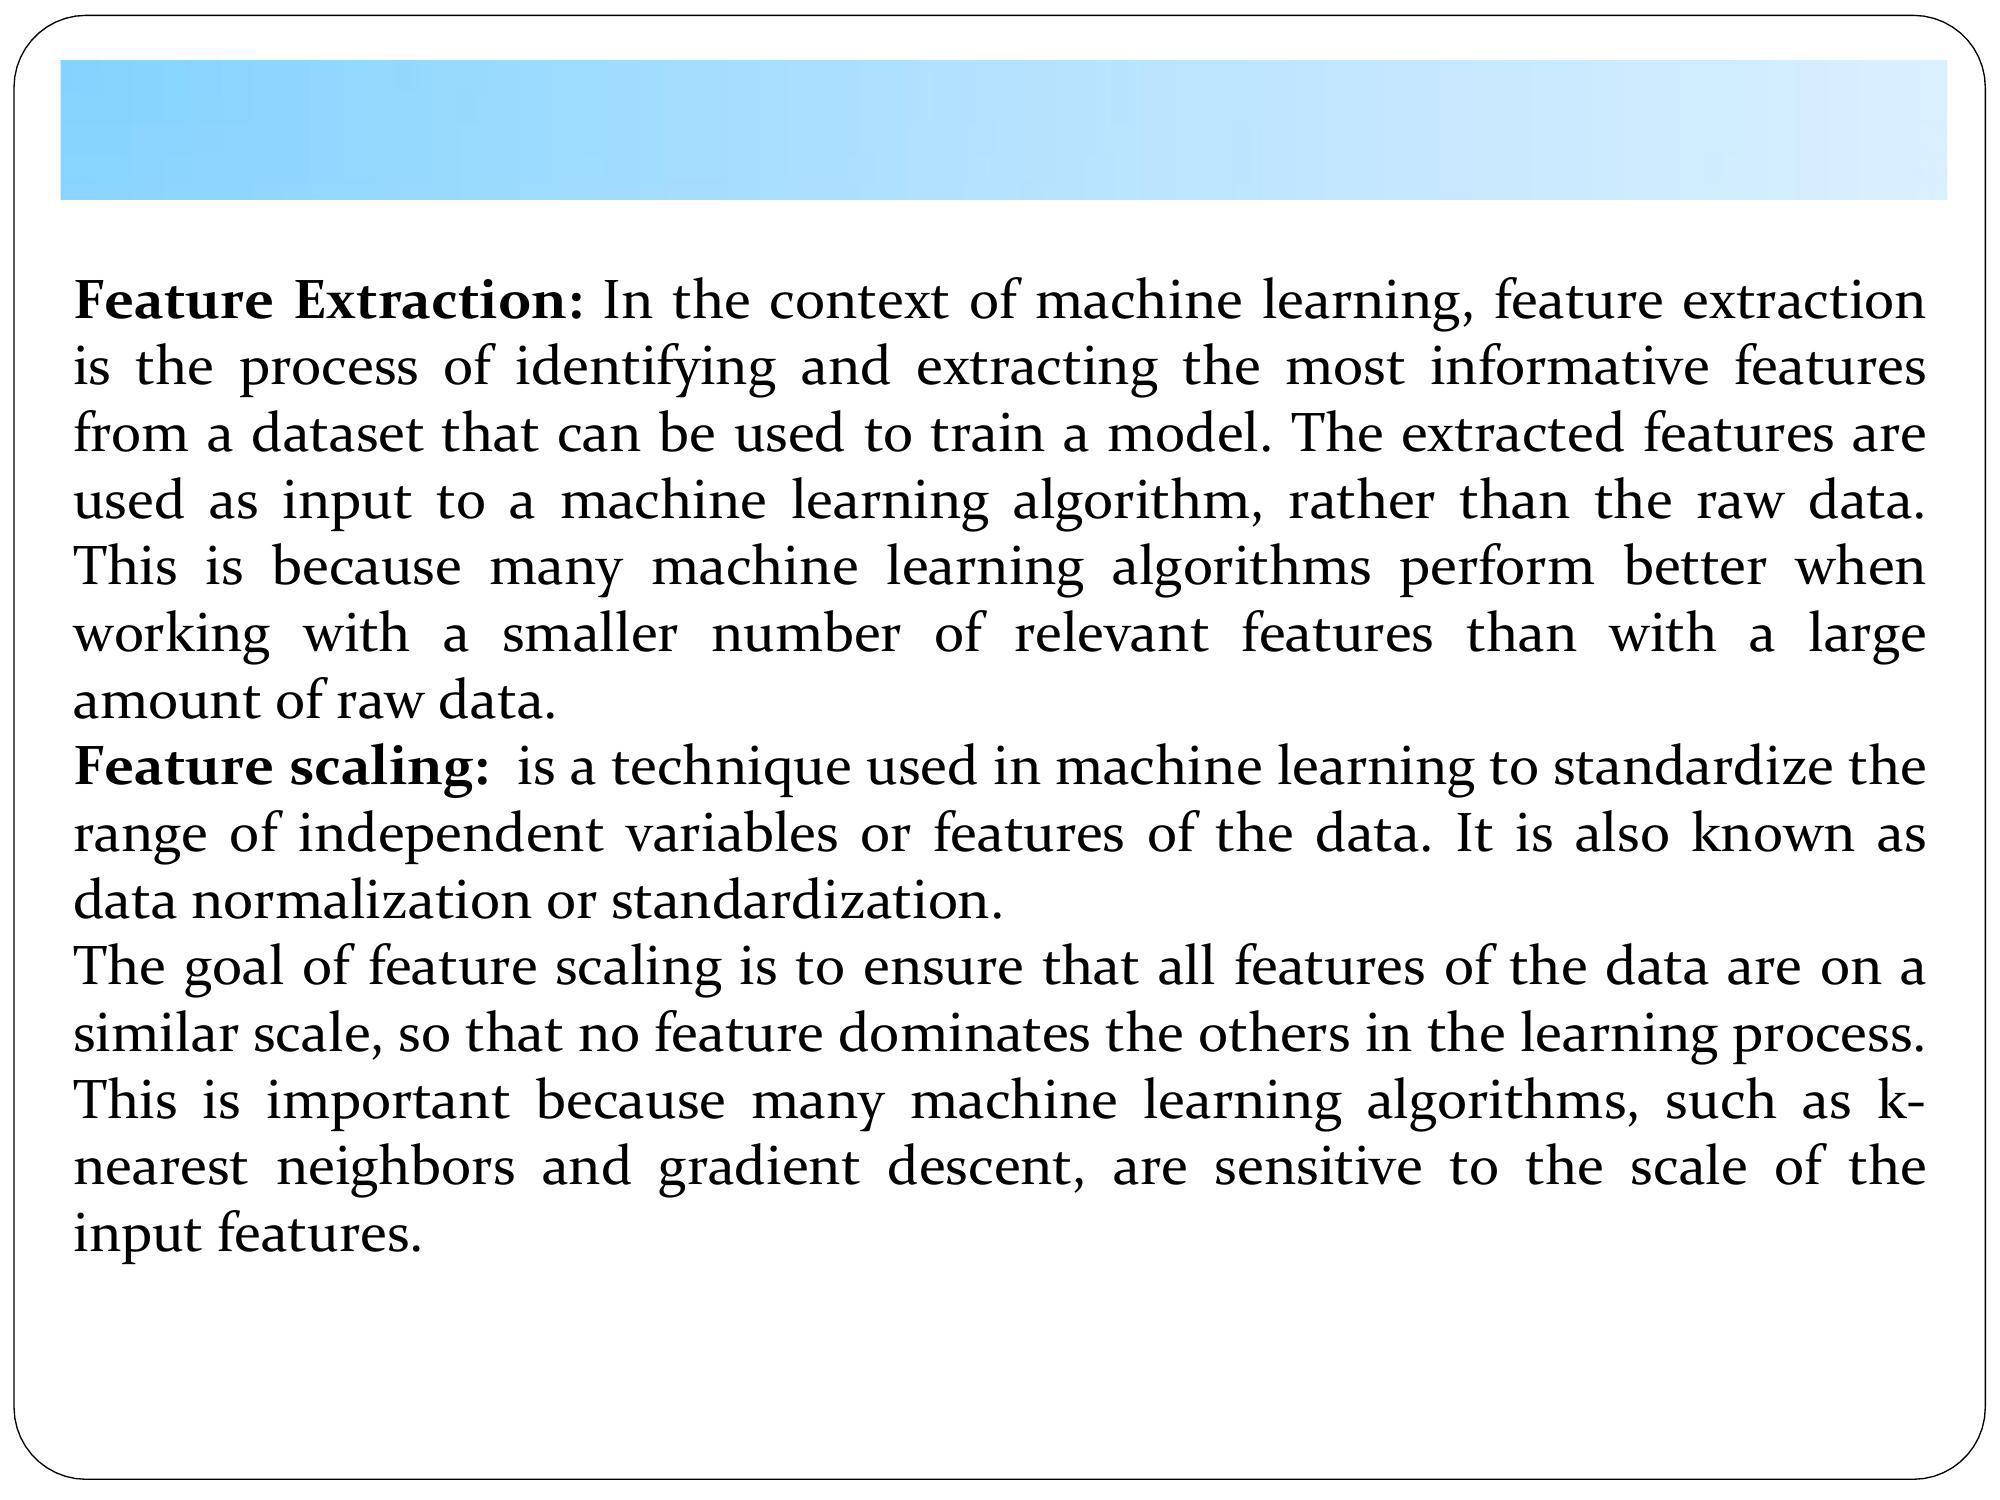 Feature Extraction: In the context of machine learning, feature extraction
is the process of identifying and extracting the most informative features
from a dataset that can be used to train a model. The extracted features are
used as input to a machine learning algorithm, rather than the raw data.
This is because many machine learning algorithms perform better when
working with a smaller number of relevant features than with a large
amount of raw data.
Feature scaling: is a technique used in machine learning to standardize the
range of independent variables or features of the data. It is also known as
data normalization or standardization.
The goal of feature scaling is to ensure that all features of the data are on a
similar scale, so that no feature dominates the others in the learning process.
This is important because many machine learning algorithms, such as k-
nearest neighbors and gradient descent, are sensitive to the scale of the
input features.